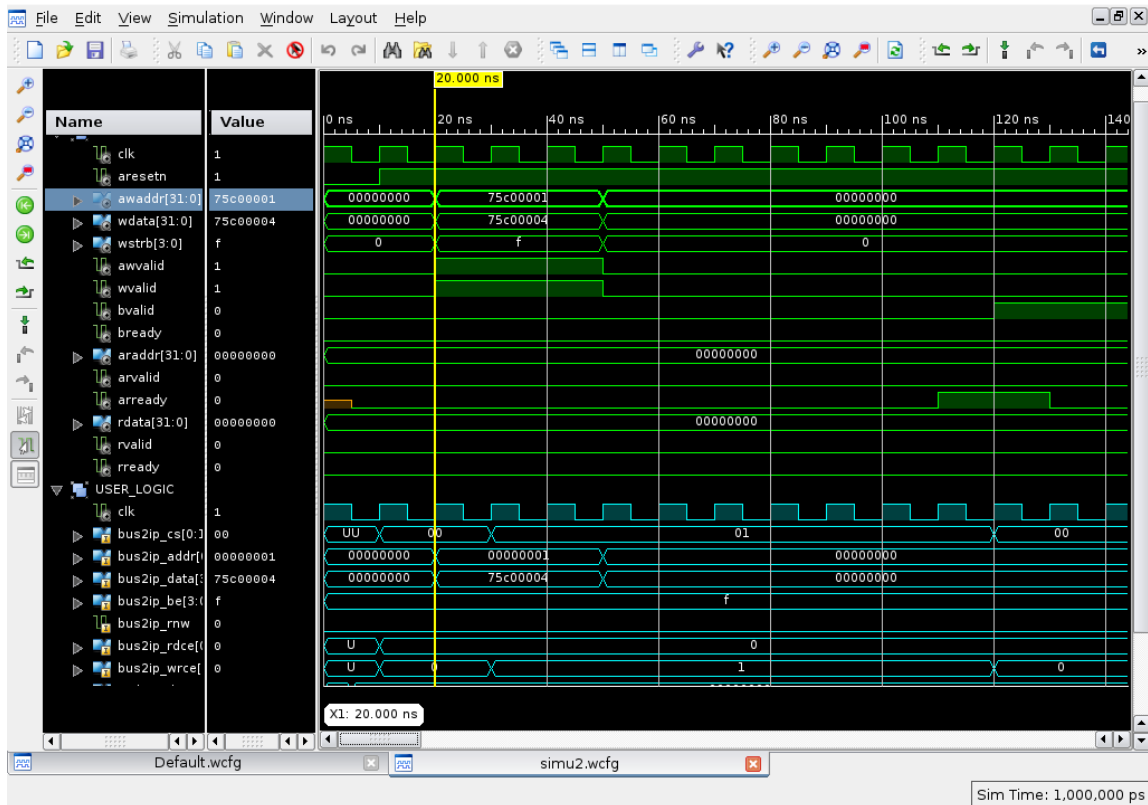 File Edit View Simulation Window Layout Help
»
20.000 ns
Name Value
0 ns 20 ns 40 ns 60 ns 80 ns 100 ns 120 ns 140
clk 1
aresetn 1
awaddr[31:0] 75c00001 00000000 75c00001 00000000
wdata[31:0] 75c00004 00000000 75c00004 00000000
wstrb[3:0] f 0 f 0
awvalid 1
wvalid 1
bvalid 0
bready 0
araddr[31:0] 00000000 00000000
arvalid 0
arready 0
rdata[31:0] 00000000 00000000
rvalid 0
rready 0
USER_LOGIC
clk 1
bus2ip_cs[0:1 00 UU 00 01 00
bus2ip_addr[ 00000001 00000000 00000001 00000000
bus2ip_data[3 75c00004 00000000 75c00004 00000000
bus2ip_be[3:( f f
bus2ip_rnw 0
bus2ip_rdce[( 0 U 0
bus2ip_wrce[ 0 U 0 1 0
X1: 20.000 ns
Default.wcfg simu2.wcfg
Sim Time: 1,000,000 ps